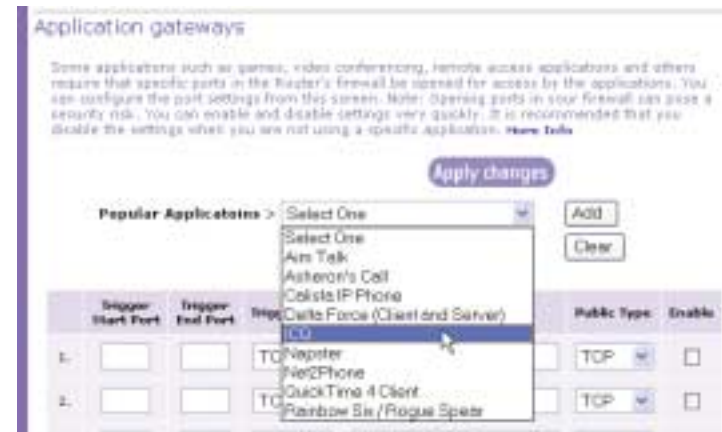 Application gateways
Some applications such as games, video conferencing, remote access applications and others
require that specific ports in the Router's firewall be opened for access by the applications. You
can configure the port settings from this screen. Note: Opening ports in your firewall can pose a
security risk. You can enable and disable settings very quickly. It is recommended that you
disable the settings when you are not using a specific application. More Info
Apply changes
Popular Applicatoins > Select One Add
Clear
Select One
Aim Talk
Asheron's Call
Calista IP Phone
Delta Force (Client and Server)
ICQ
Napster
Net2Phone
QuickTime 4 Client
Rainbow Six / Rogue Spear
Trigger Start Port Trigger End Port Public Type Enable
1. TCP
2. TCP